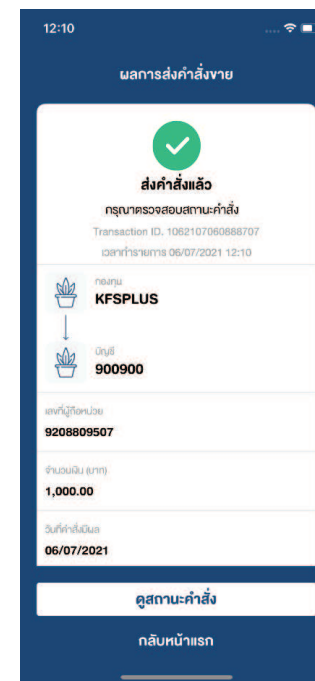 12:10
ผลการส่งคำสั่งขาย
ส่งคำสั่งแล้ว
กรุณาตรวจสอบสถานะคำสั่ง
Transaction ID. 1062107060668707
เวลาทำรายการ 06/07/2021 12:10
กองทุน
KFSPLUS
บัญชี
900900
เลขที่ผู้ถือหน่วย
9208809507
จำนวนเงิน (บาท)
1,000.00
วันที่คำสั่งมีผล
06/07/2021
ดูสถานะคำสั่ง
กลับหน้าแรก